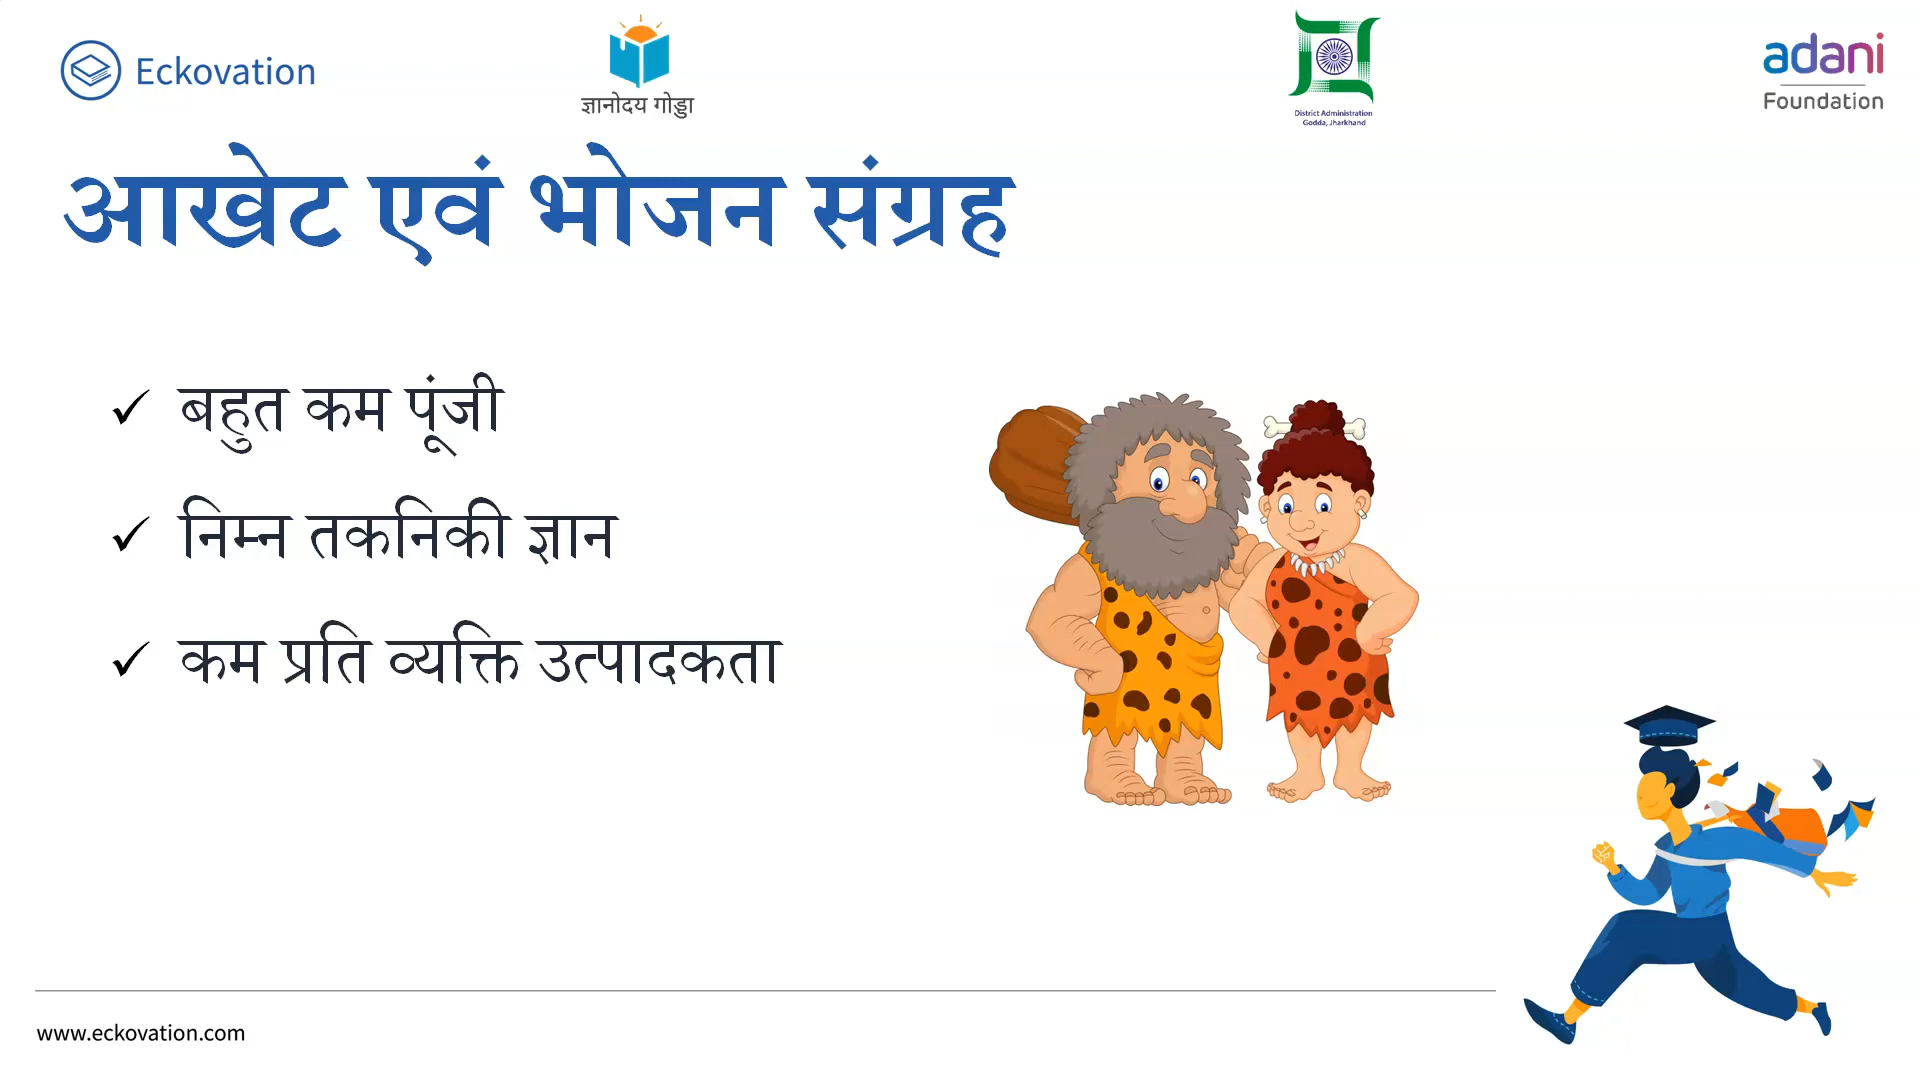 Eckovation
ज्ञानोदय गोड्डा
District Administration
Godda, Jharkhand
adani
Foundation
आखेट एवं भोजन संग्रह
बहुत कम पूंजी
निम्न तकनिकी ज्ञान
कम प्रति व्यक्ति उत्पादकता
www.eckovation.com